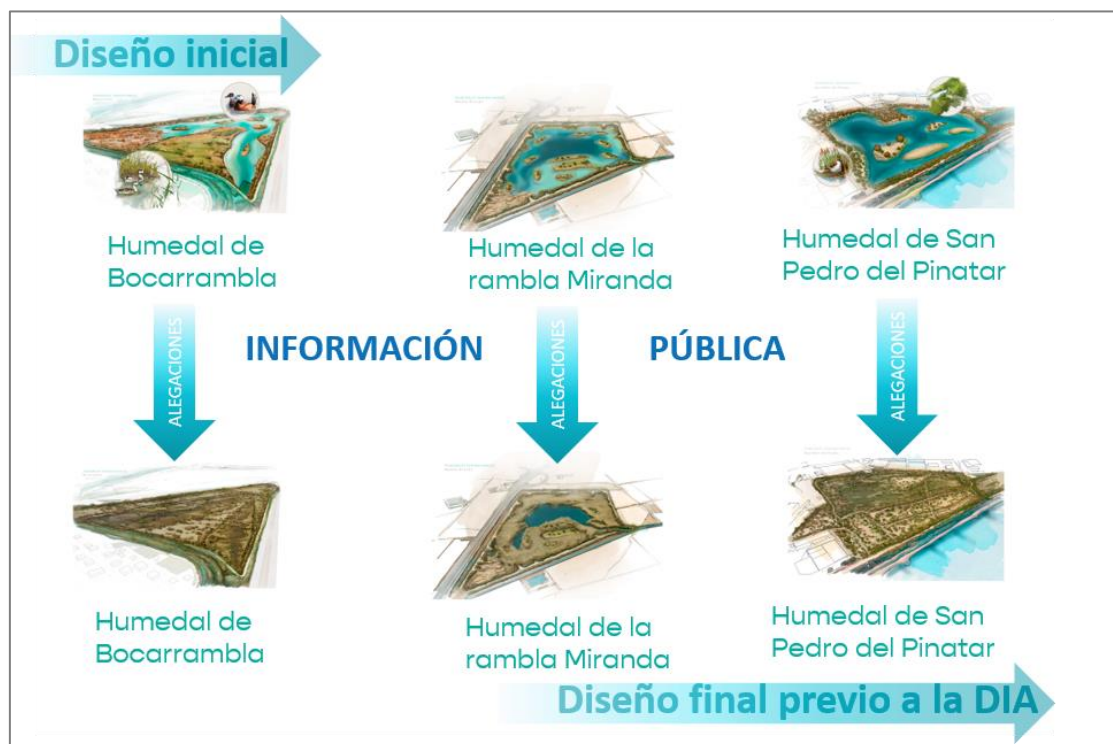 Diseño inicial
Humedal de
Bocarrambla
Humedal de la
rambla Miranda
Humedal de San
Pedro del Pinatar
ALEGACIONES
INFORMACIÓN
ALEGACIONES
PÚBLICA
ALEGACIONES
Humedal de
Bocarrambla
Humedal de la
rambla Miranda
Humedal de San
Pedro del Pinatar
Diseño final previo a la DIA